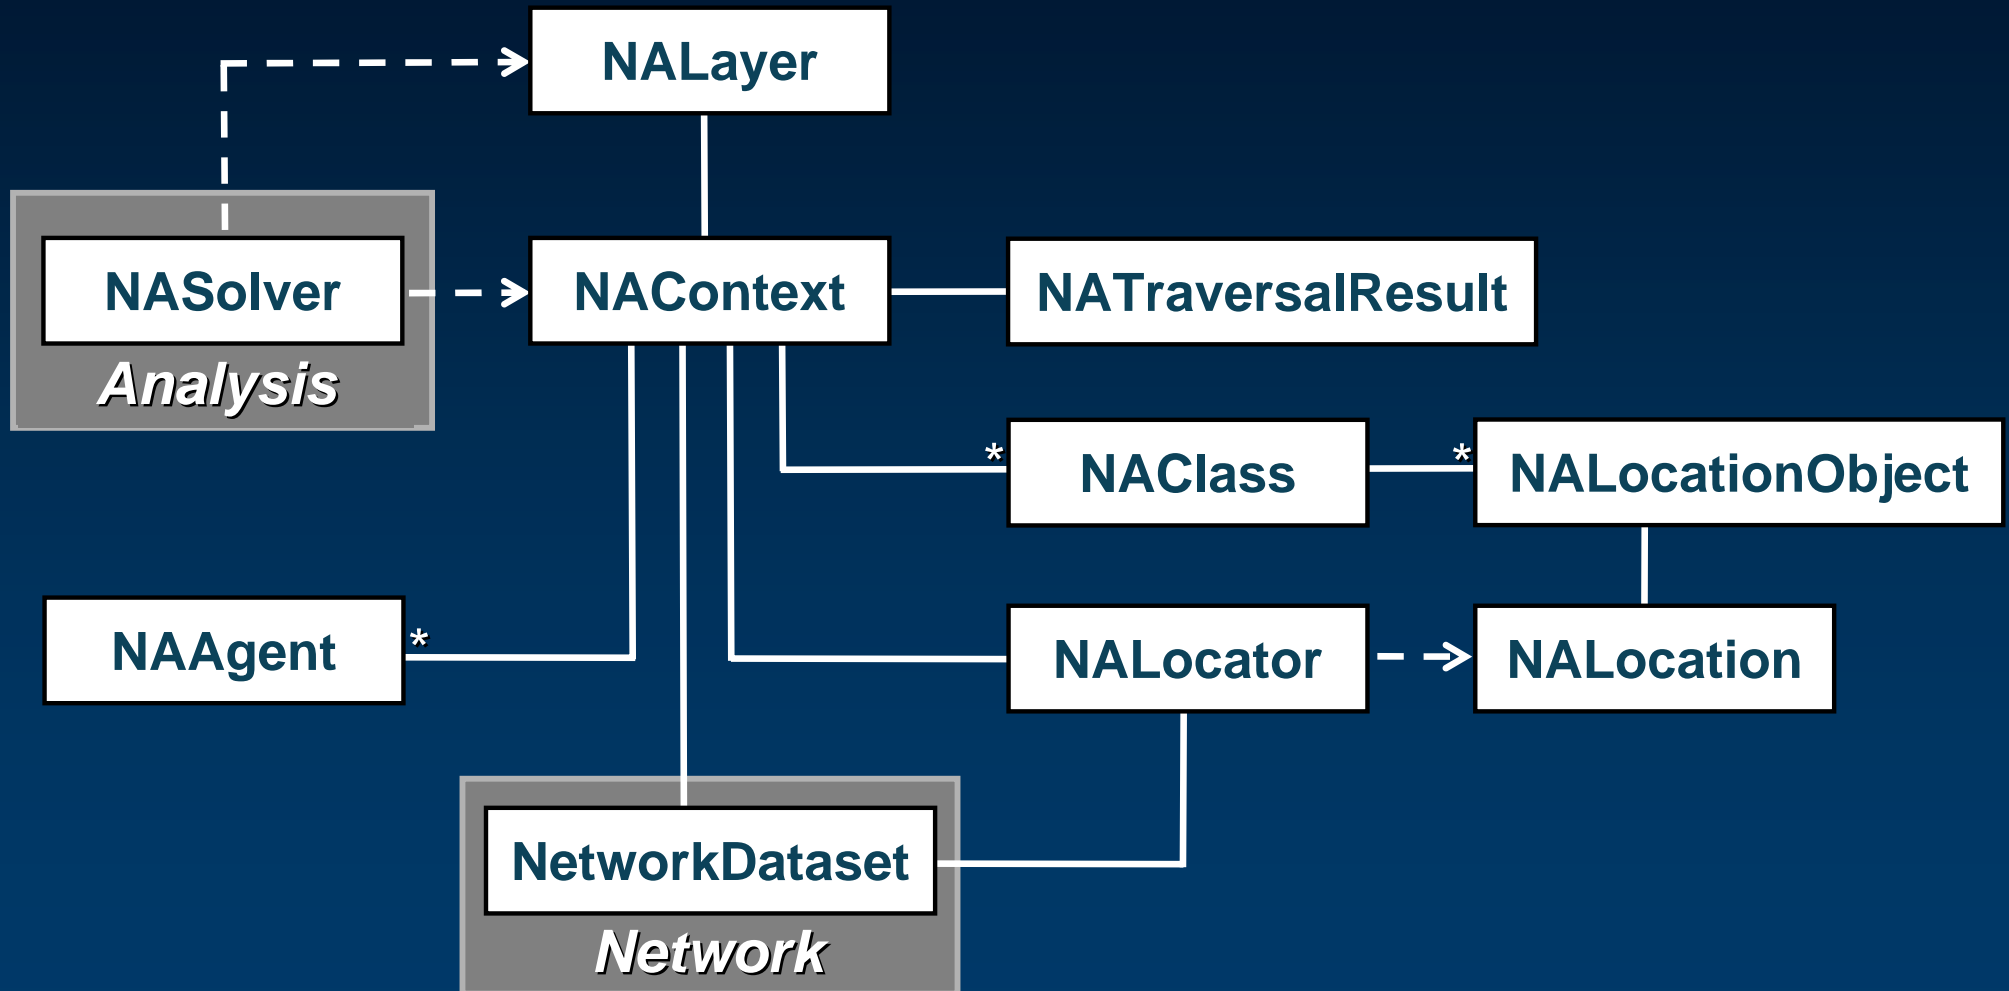 NALayer
NASolver
NAContext
NATraversalResult
Analysis
*
NAClass
*
NALocationObject
NAAgent
*
NALocator
NALocation
NetworkDataset
Network